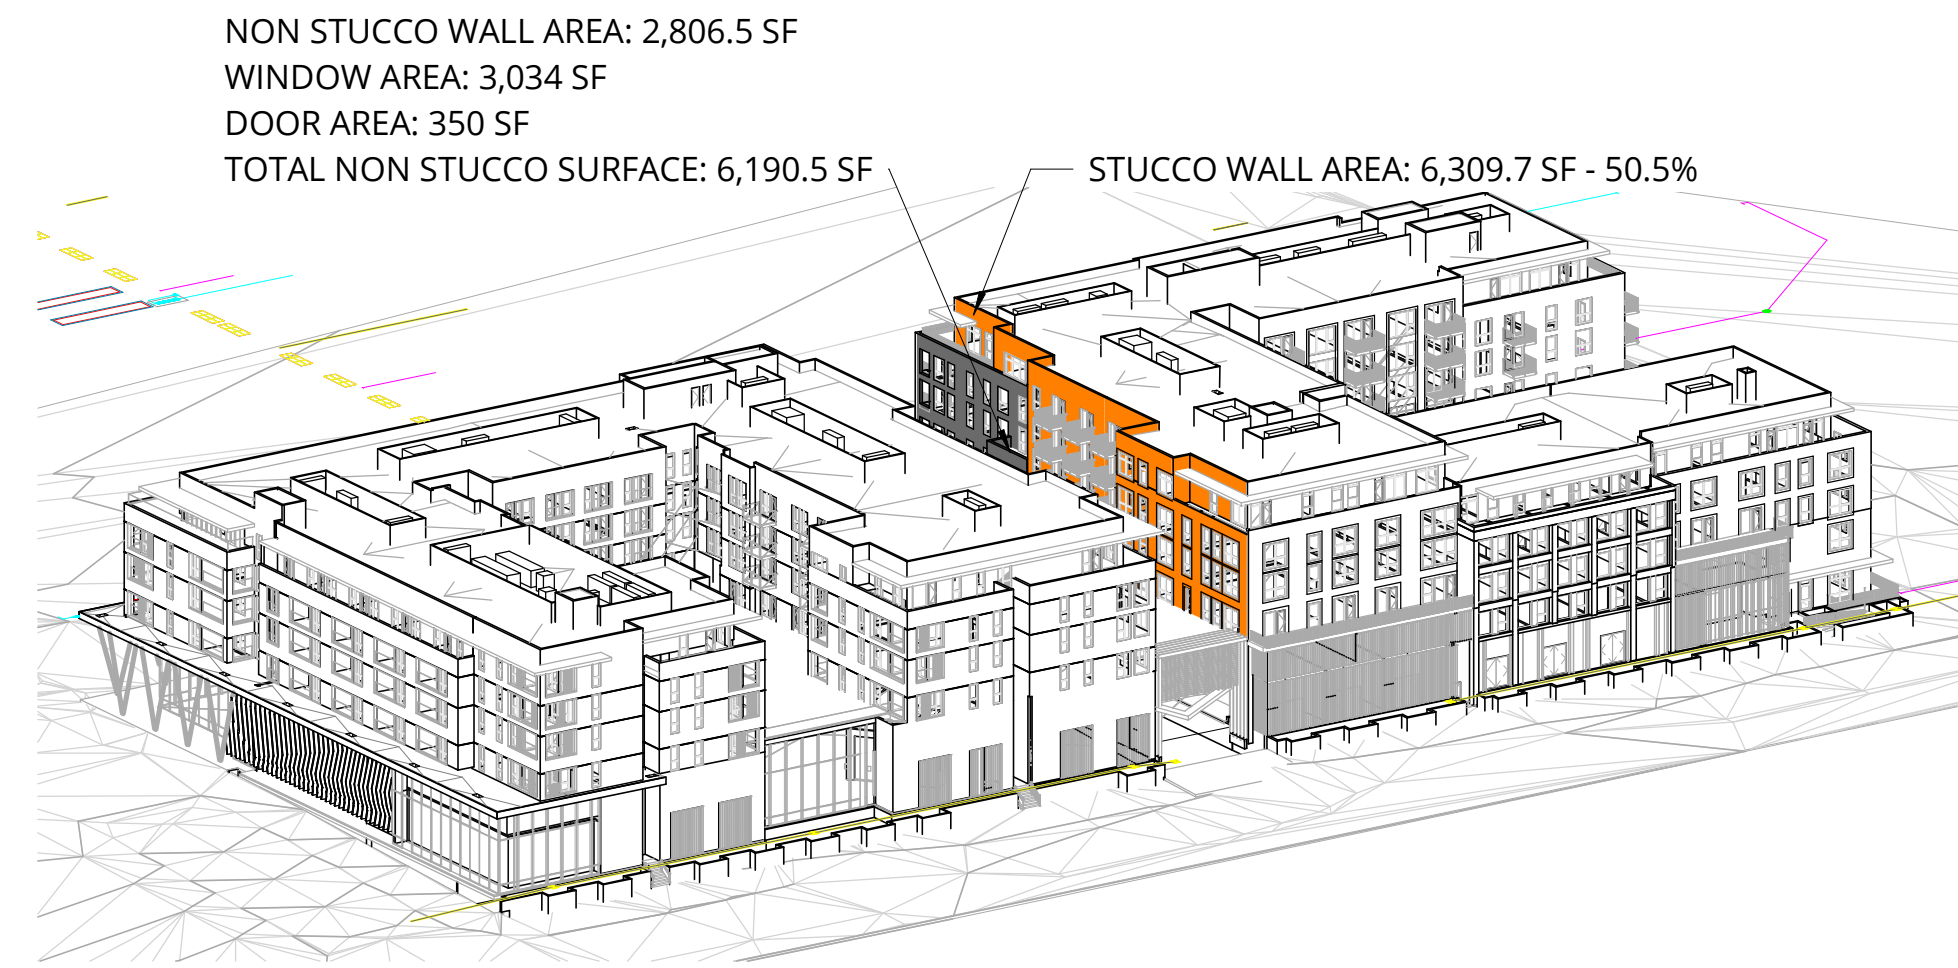 NON STUCCO WALL AREA: 2,806.5 SF
WINDOW AREA: 3,034 SF
DOOR AREA: 350 SF
TOTAL NON STUCCO SURFACE: 6,190.5 SF
STUCCO WALL AREA: 6,309.7 SF - 50.5%